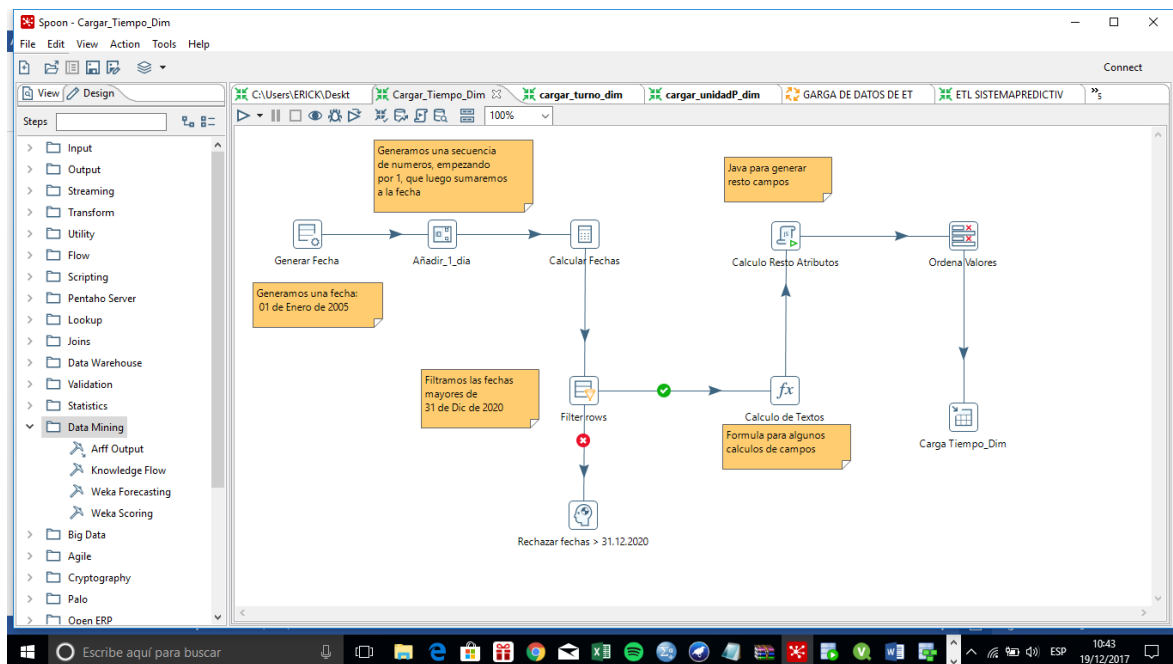 Spoon - Cargar_Tiempo_Dim
File Edit View Action Tools Help
Connect
View Design
Steps
Input
Output
Streaming
Transform
Utility
Flow
Scripting
Pentaho Server
Lookup
Joins
Data Warehouse
Validation
Statistics
Data Mining
Arff Output
Knowledge Flow
Weka Forecasting
Weka Scoring
Big Data
Agile
Cryptography
Palo
Open ERP
C:\Users\ERICK\Deskt
Cargar_Tiempo_Dim
cargar_turno_dim
cargar_unidadP_dim
GARGA DE DATOS DE ET
ETL SISTEMAPREDICTIV
»5
100%
Generamos una secuencia
de numeros, empezando
por 1, que luego sumaremos
a la fecha
Java para generar
resto campos
Generar Fecha
Añadir_1_dia
Calcular Fechas
Calculo Resto Atributos
Ordena Valores
Generamos una fecha:
01 de Enero de 2005
Filtramos las fechas
mayores de
31 de Dic de 2020
Filter rows
fx
Calculo de Textos
Formula para algunos
calculos de campos
Carga Tiempo_Dim
Rechazar fechas > 31.12.2020
Escribe aquí para buscar
ESP
10:43
19/12/2017